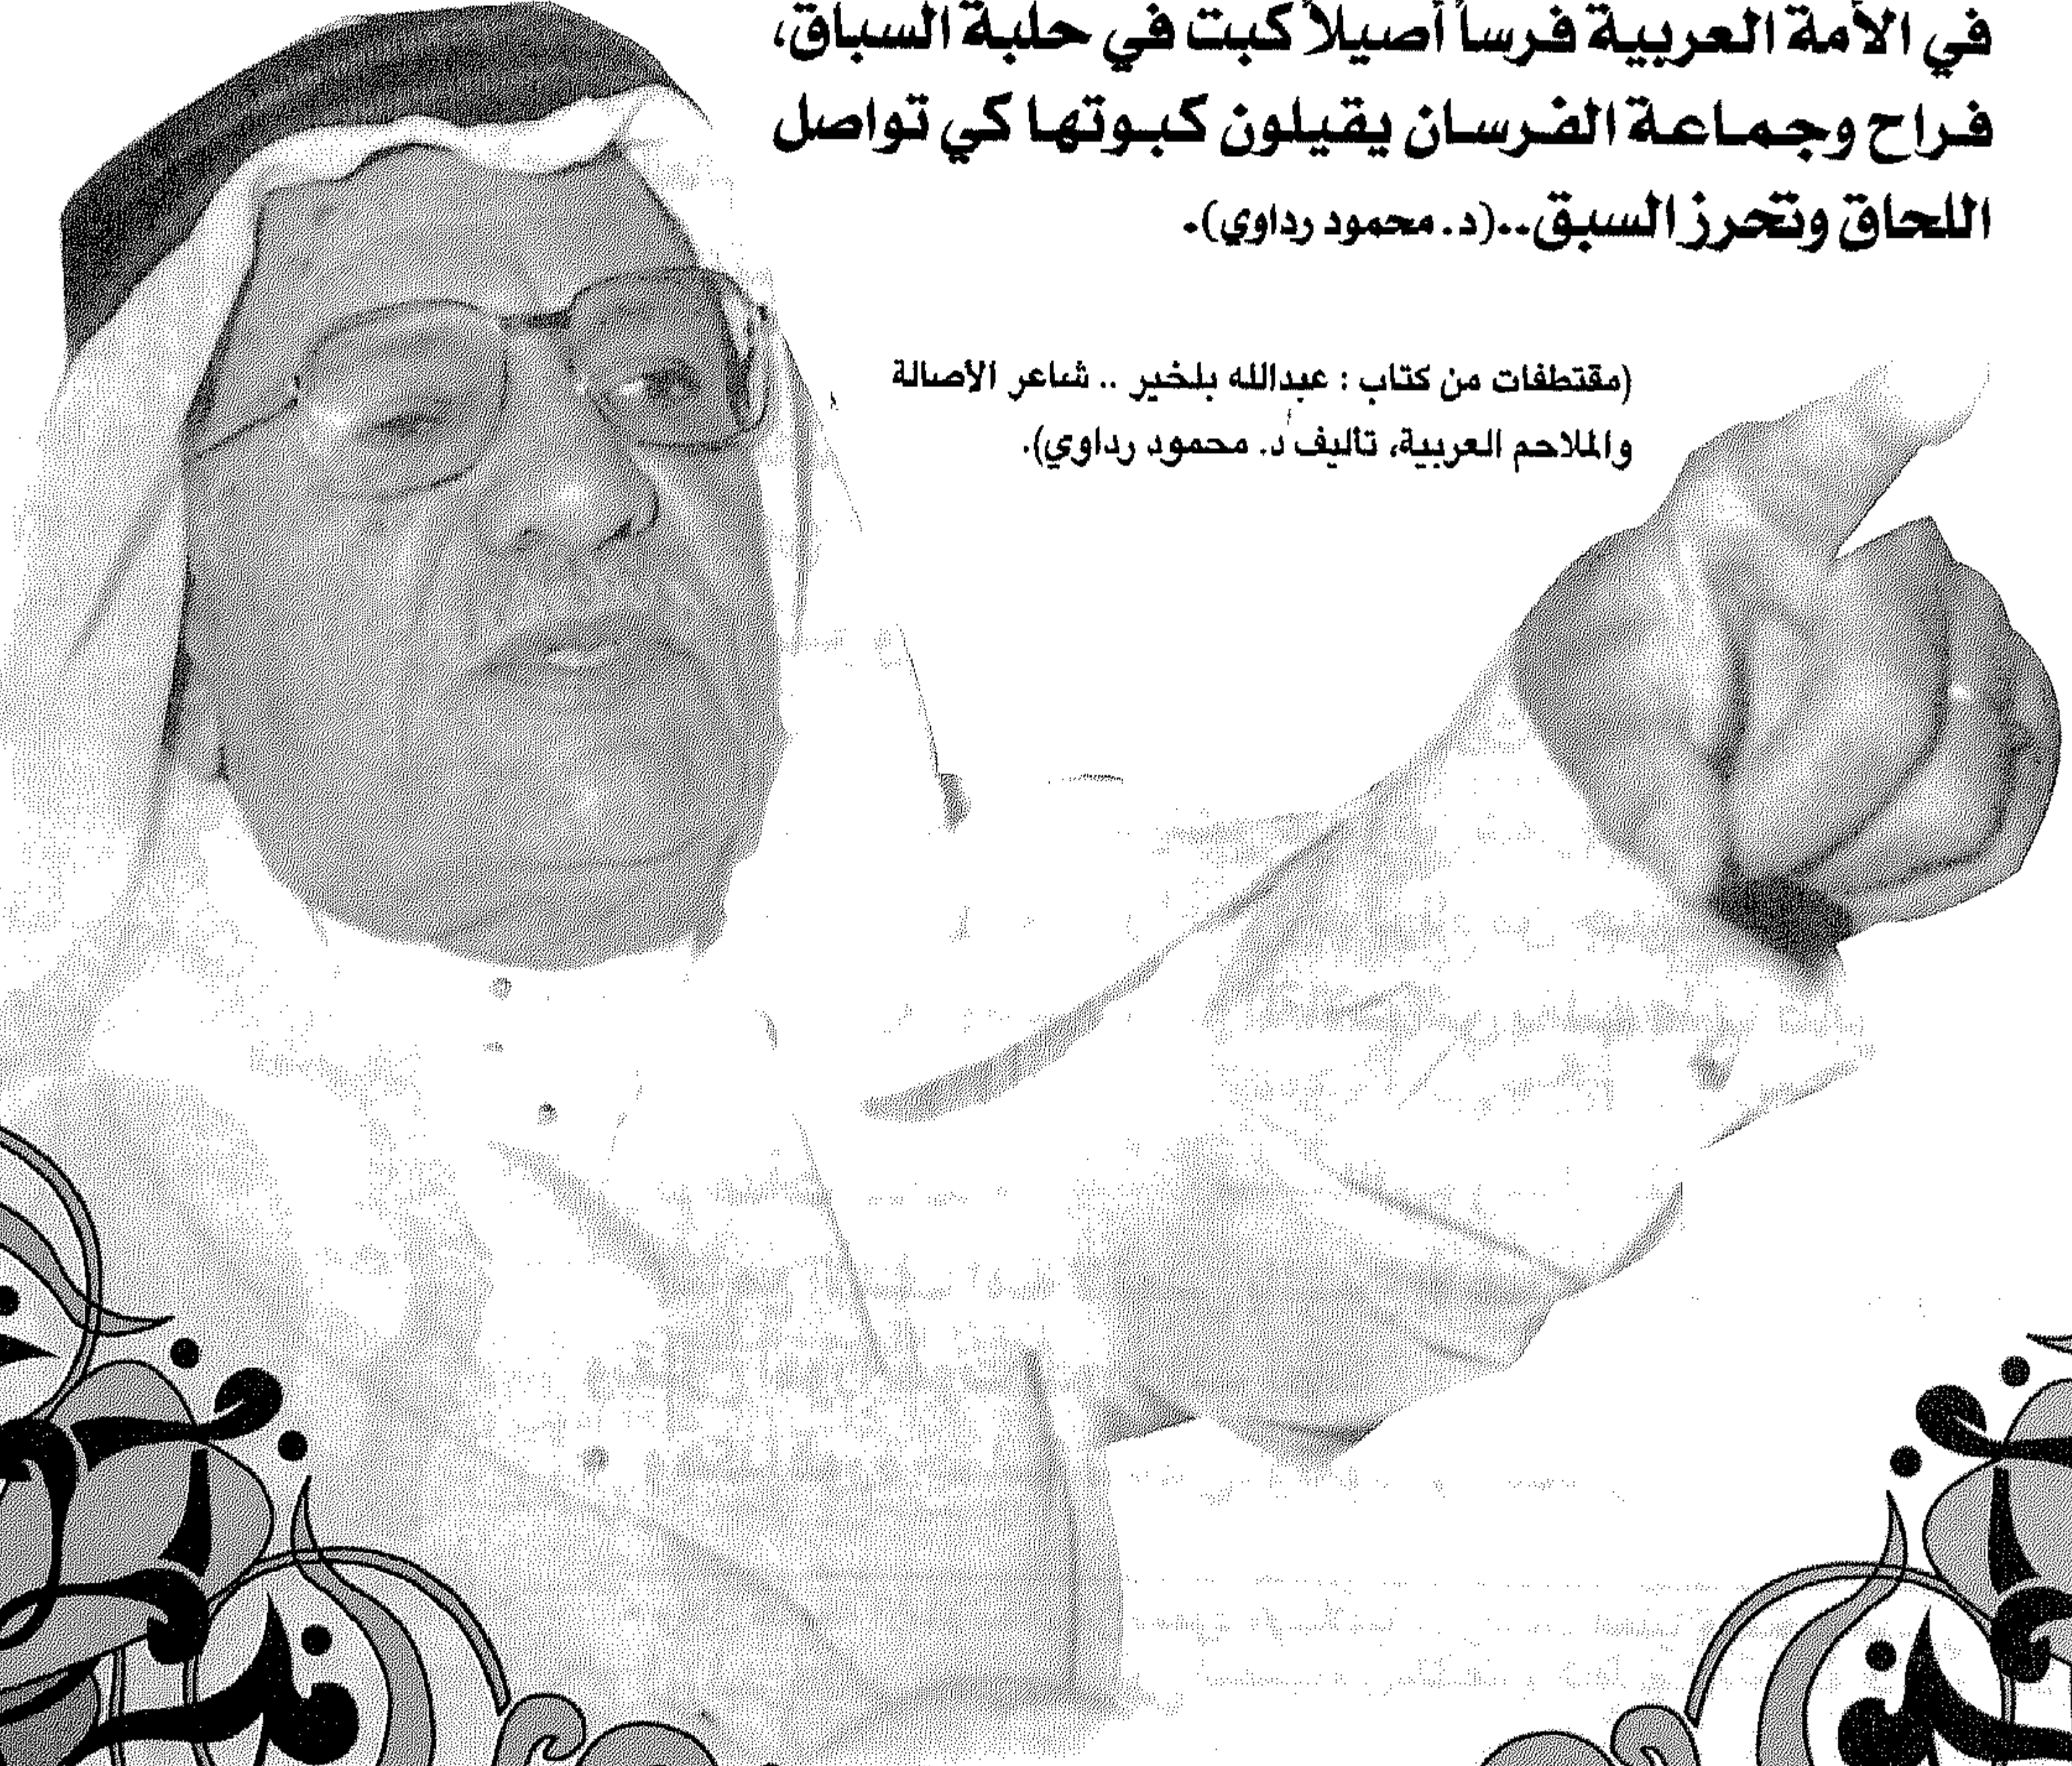 في الأمة العربية فرساً أصيلاً كبت في حلبة السباق،
فراح وجماعة الفرسان يقيلون كبوتها كي تواصل
اللحاق وتحرز السبق..(د. محمود رداوي).
(مقتطفات من كتاب : عبدالله بلخير .. شاعر الأصالة
والملاحم العربية، تأليف د. محمود رداوي).